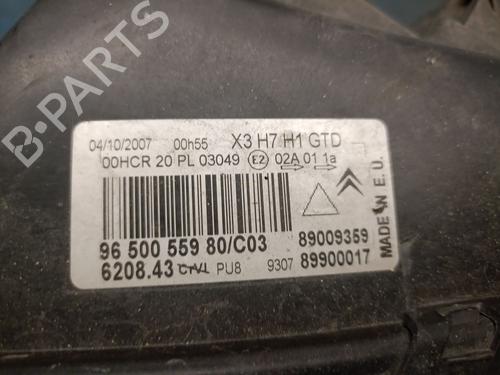 04/10/2007 00h55 X3 H7 H1 GTD
00HCR 20 PL 03049 E2 02A 01 1a
96 500 559 80/C03 89009359
6208.43 PU8 9307 89900017
MADE IN E.U.
B-PARTS